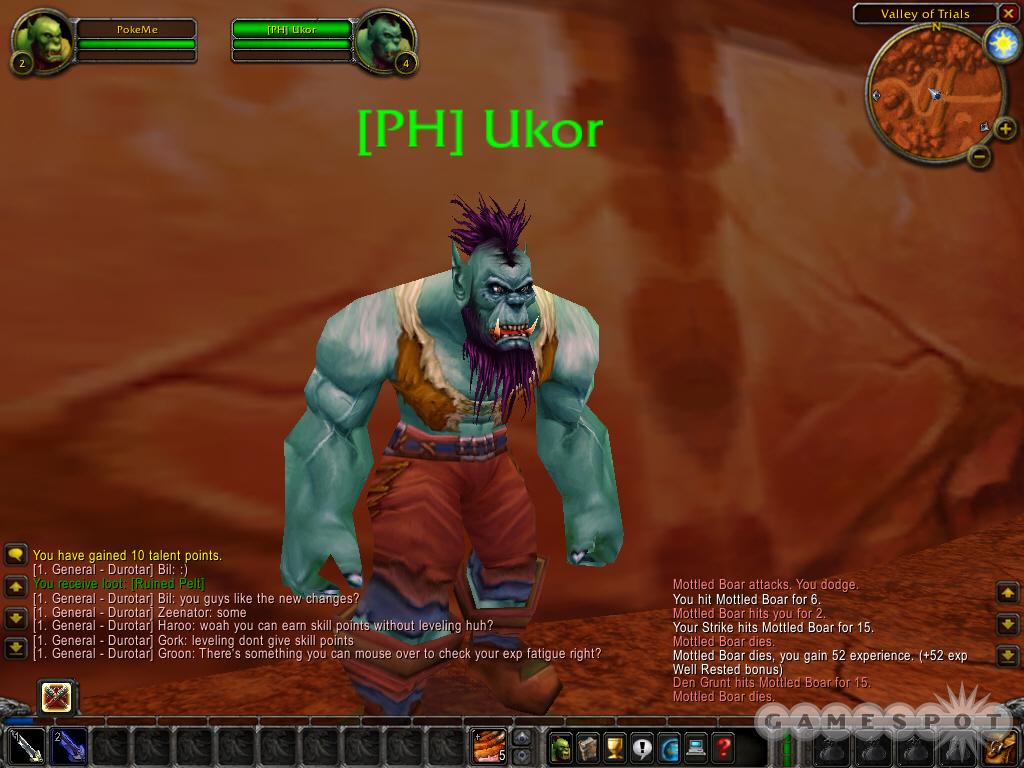 PokeMe
2
[PH] Ukor
4
Valley of Trials
N
[PH] Ukor
You have gained 10 talent points.
[1. General - Durotar] Bil: :)
You receive loot: [Ruined Pelt]
[1. General - Durotar] Bil: you guys like the new changes?
[1. General - Durotar] Zeenator: some
[1. General - Durotar] Haroo: woah you can earn skill points without leveling huh?
[1. General - Durotar] Gork: leveling dont give skill points
[1. General - Durotar] Groon: There's something you can mouse over to check your exp fatigue right?
Mottled Boar attacks. You dodge.
You hit Mottled Boar for 6.
Mottled Boar hits you for 2.
Your Strike hits Mottled Boar for 15.
Mottled Boar dies.
Mottled Boar dies, you gain 52 experience. (+52 exp
Well Rested bonus)
Den Grunt hits Mottled Boar for 15.
Mottled Boar dies.
GAMESPOT
1
2
5